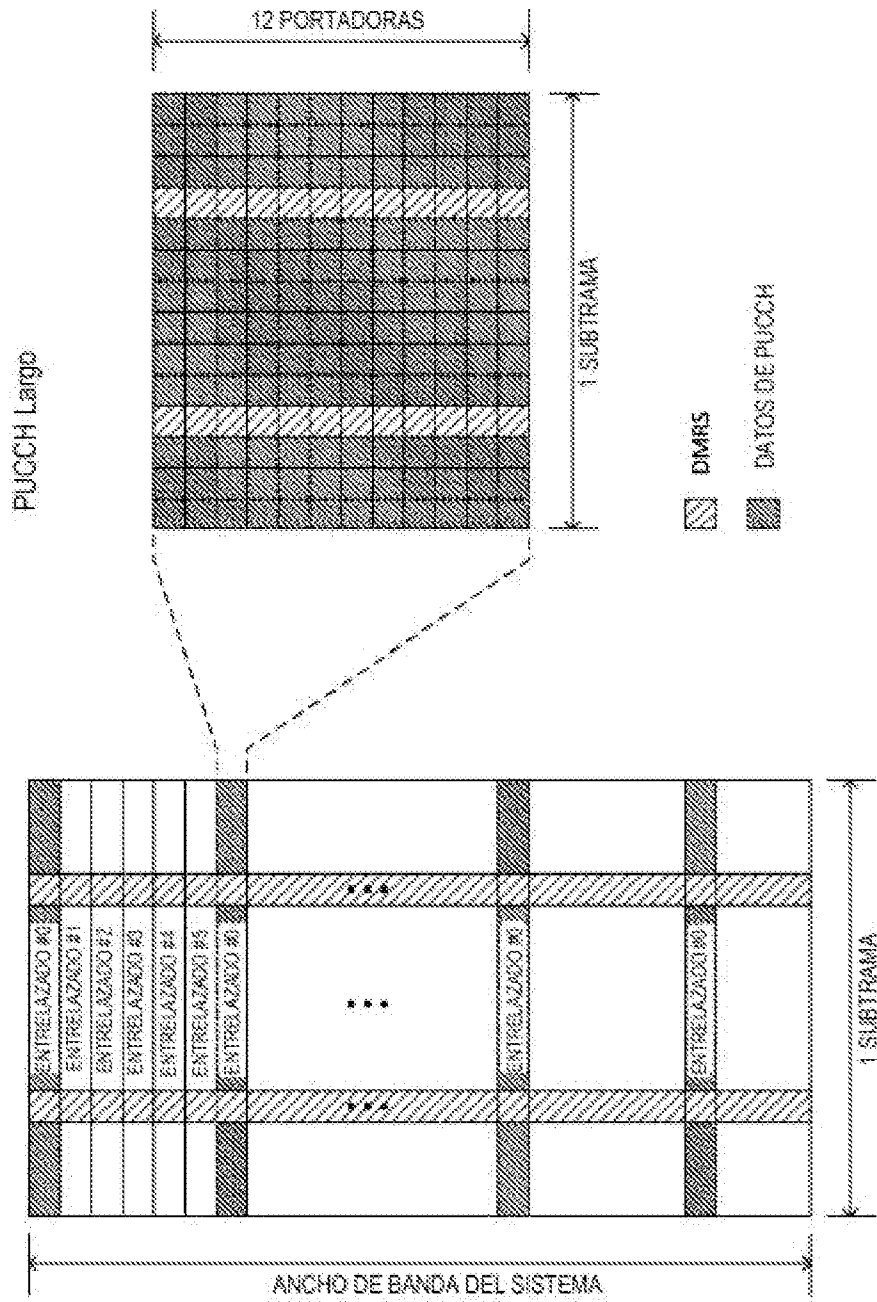 PUCCH Largo
12 PORTADORAS
1 SUBTRAMA
DMRS
DATOS DE PUCCH
ENTRELAZADO #0
ENTRELAZADO #1
ENTRELAZADO #2
ENTRELAZADO #3
ENTRELAZADO #4
ENTRELAZADO #5
ENTRELAZADO #0
ENTRELAZADO #0
ENTRELAZADO #0
1 SUBTRAMA
ANCHO DE BANDA DEL SISTEMA